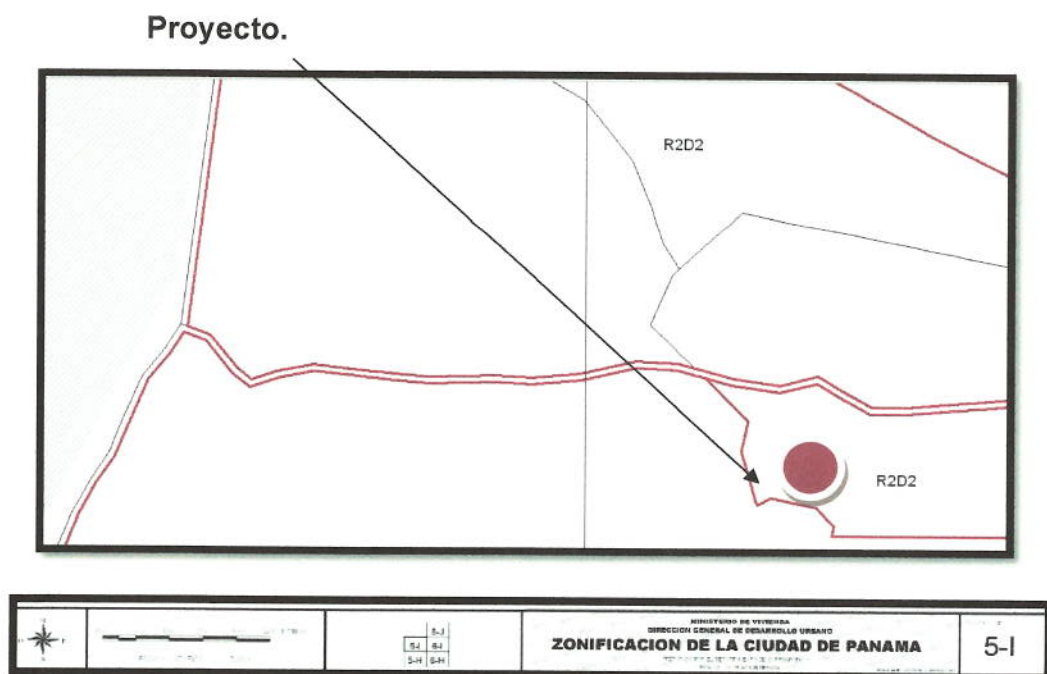 Proyecto.
R2D2
R2D2
5-J
5-I 6-I
5-H 6-H
MINISTERIO DE VIVIENDA
DIRECCION GENERAL DE DESARROLLO URBANO
ZONIFICACION DE LA CIUDAD DE PANAMA
5-I